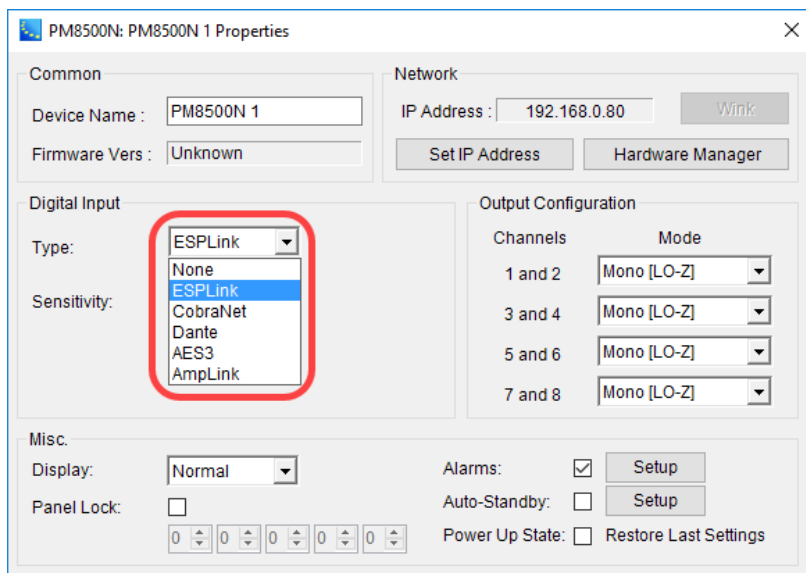 PM8500N: PM8500N 1 Properties
Common
Device Name :
PM8500N 1
Firmware Vers :
Unknown
Network
IP Address :
192.168.0.80
Wink
Set IP Address
Hardware Manager
Digital Input
Type:
ESPLink
None
ESPLink
CobraNet
Dante
AES3
AmpLink
Sensitivity:
Output Configuration
Channels Mode
1 and 2 Mono [LO-Z]
3 and 4 Mono [LO-Z]
5 and 6 Mono [LO-Z]
7 and 8 Mono [LO-Z]
Misc.
Display: Normal
Panel Lock:
0 0 0 0 0
Alarms: Setup
Auto-Standby: Setup
Power Up State: Restore Last Settings